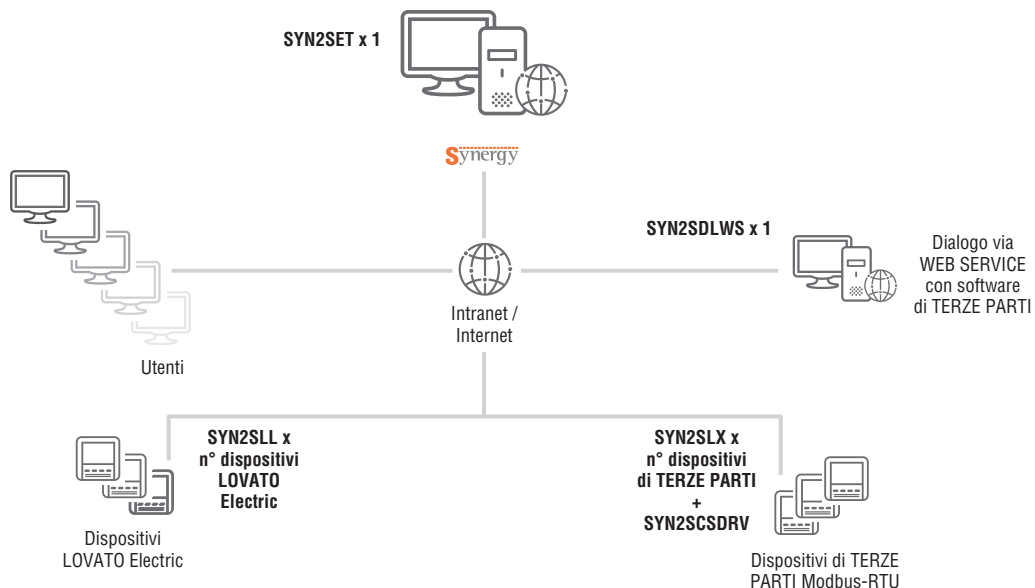 SYN2SET x 1
Synergy
SYN2SDLWS x 1
Dialogo via
WEB SERVICE
con software
di TERZE PARTI
Intranet /
Internet
Utenti
SYN2SLL x
n° dispositivi
LOVATO
Electric
SYN2SLX x
n° dispositivi
di TERZE PARTI
+
SYN2SCSDRV
Dispositivi
LOVATO Electric
Dispositivi di TERZE
PARTI Modbus-RTU